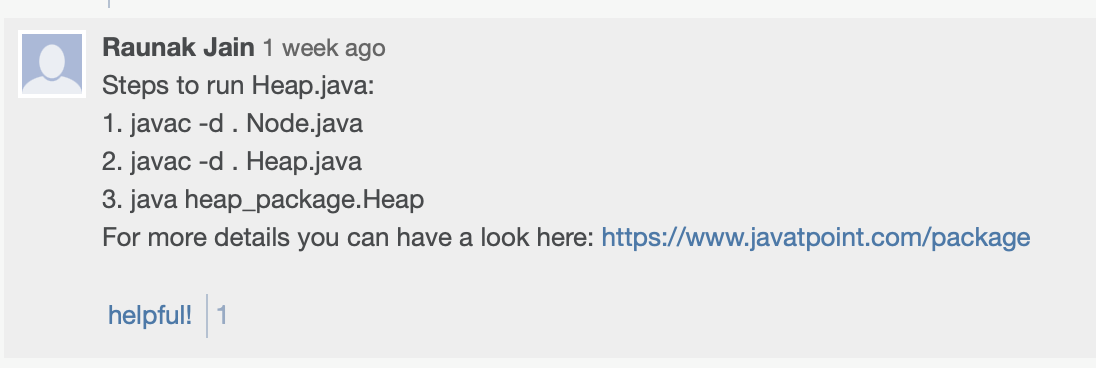 Raunak Jain 1 week ago
Steps to run Heap.java:
1. javac -d . Node.java
2. javac -d . Heap.java
3. java heap_package.Heap
For more details you can have a look here: https://www.javatpoint.com/package
helpful! 1